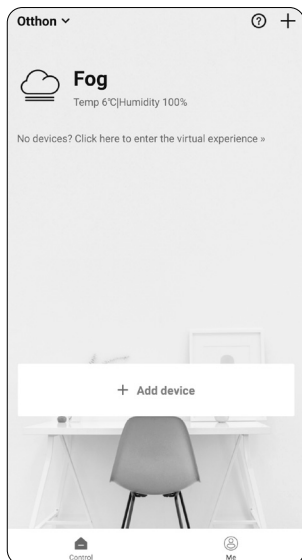 Otthon
Fog
Temp 6°C|Humidity 100%
No devices? Click here to enter the virtual experience »
+ Add device
Control
Me